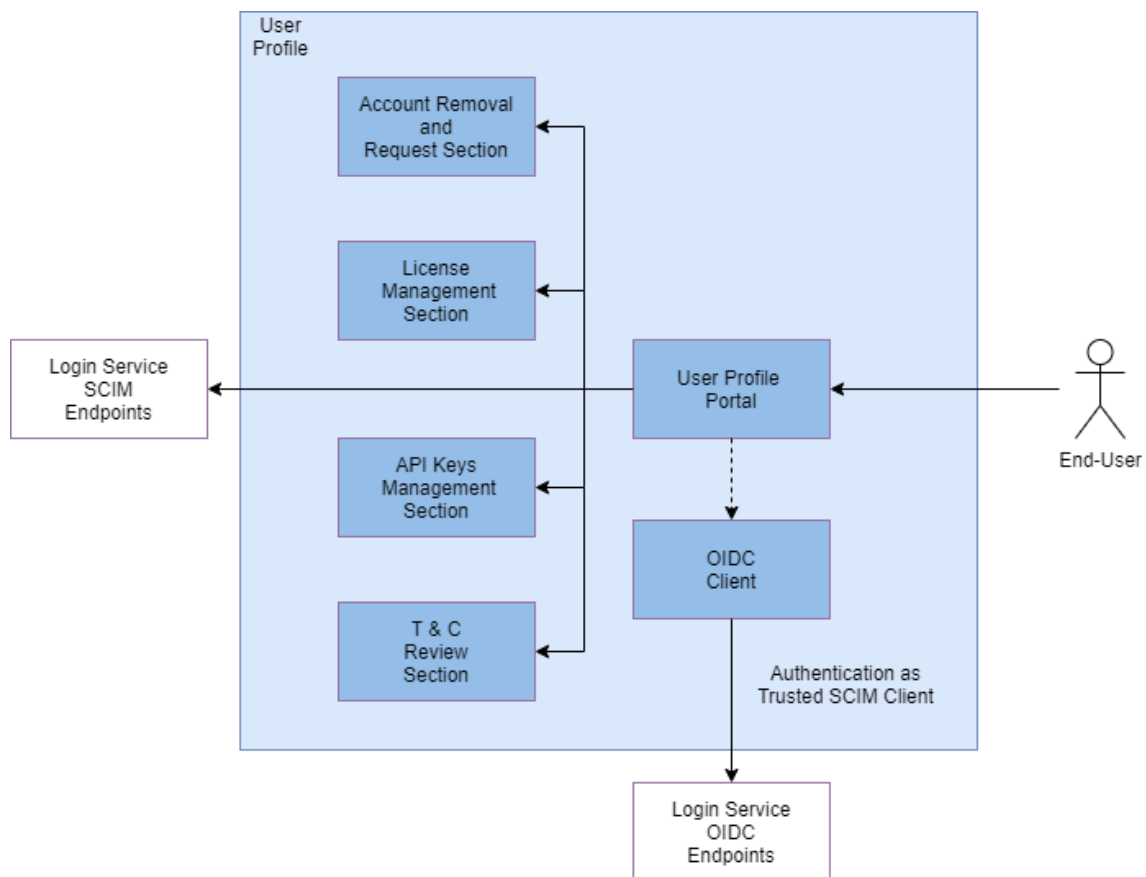 User
Profile
Account Removal
and
Request Section
License
Management
Section
Login Service
SCIM
Endpoints
User Profile
Portal
End-User
API Keys
Management
Section
OIDC
Client
T & C
Review
Section
Authentication as
Trusted SCIM Client
Login Service
OIDC
Endpoints